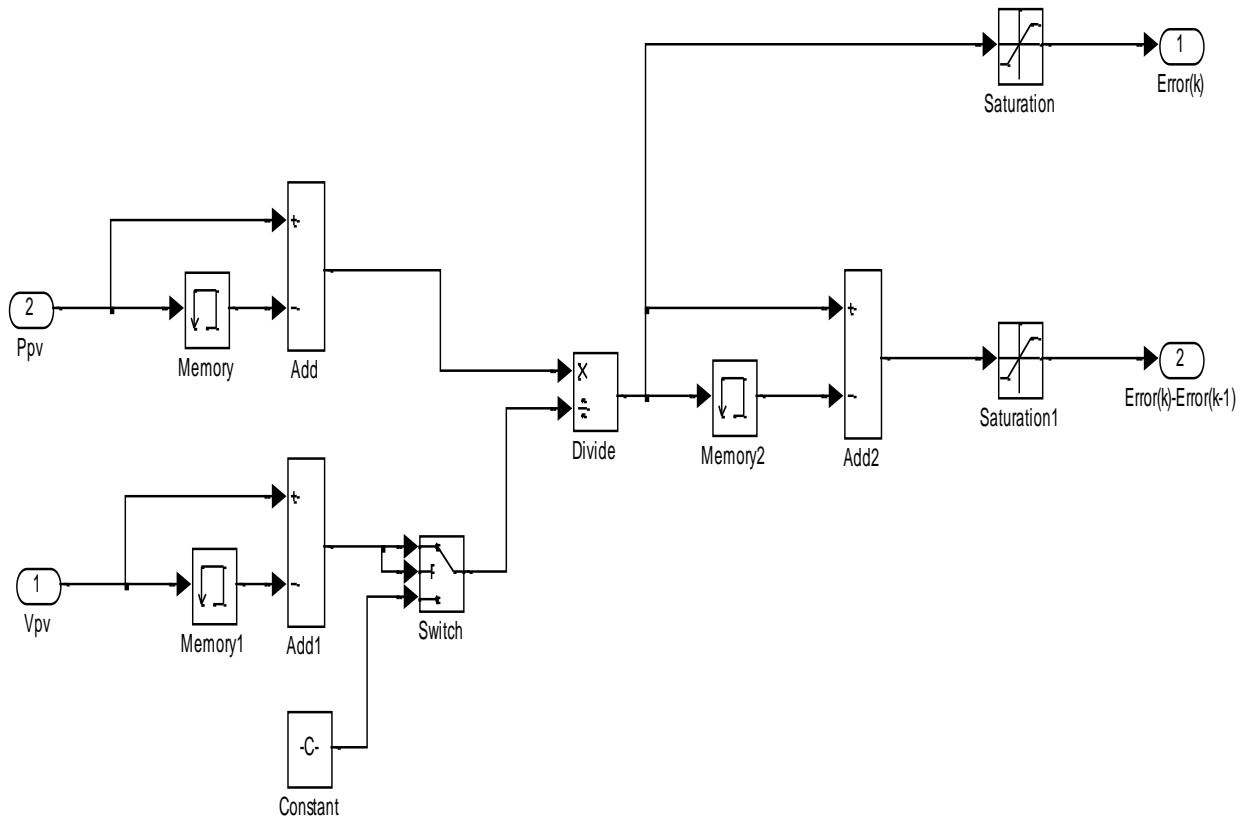 1
Saturation
Error(k)
+
2
Ppv
-
Memory
Add
+
-
2
X
÷
Saturation1
Error(k)-Error(k-1)
Divide
Memory2
Add2
+
-
1
Vpv
Memory1
Add1
Switch
-C-
Constant